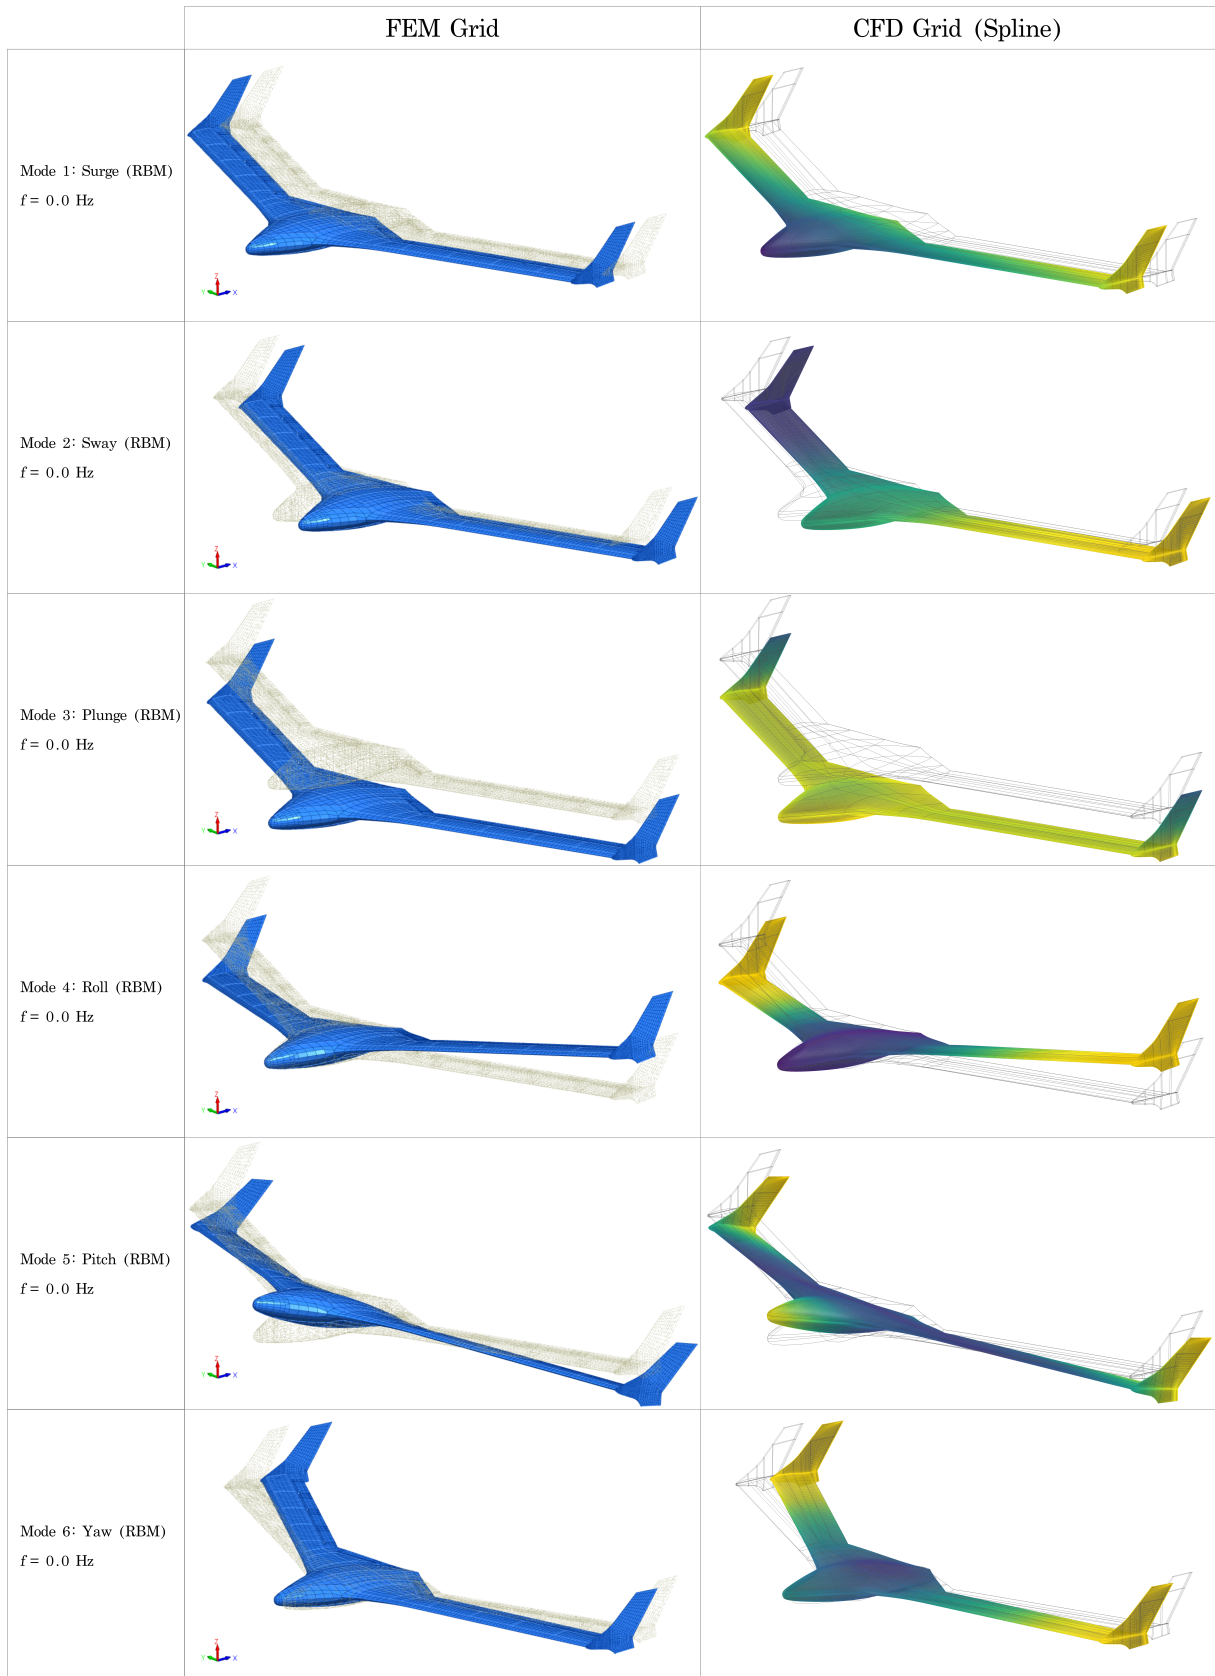 FEM Grid
CFD Grid (Spline)
Mode 1: Surge (RBM)
f = 0.0 Hz
Z
Y
X
Mode 2: Sway (RBM)
f = 0.0 Hz
Z
Y
X
Mode 3: Plunge (RBM)
f = 0.0 Hz
Z
Y
X
Mode 4: Roll (RBM)
f = 0.0 Hz
Z
Y
X
Mode 5: Pitch (RBM)
f = 0.0 Hz
Z
Y
X
Mode 6: Yaw (RBM)
f = 0.0 Hz
Z
Y
X